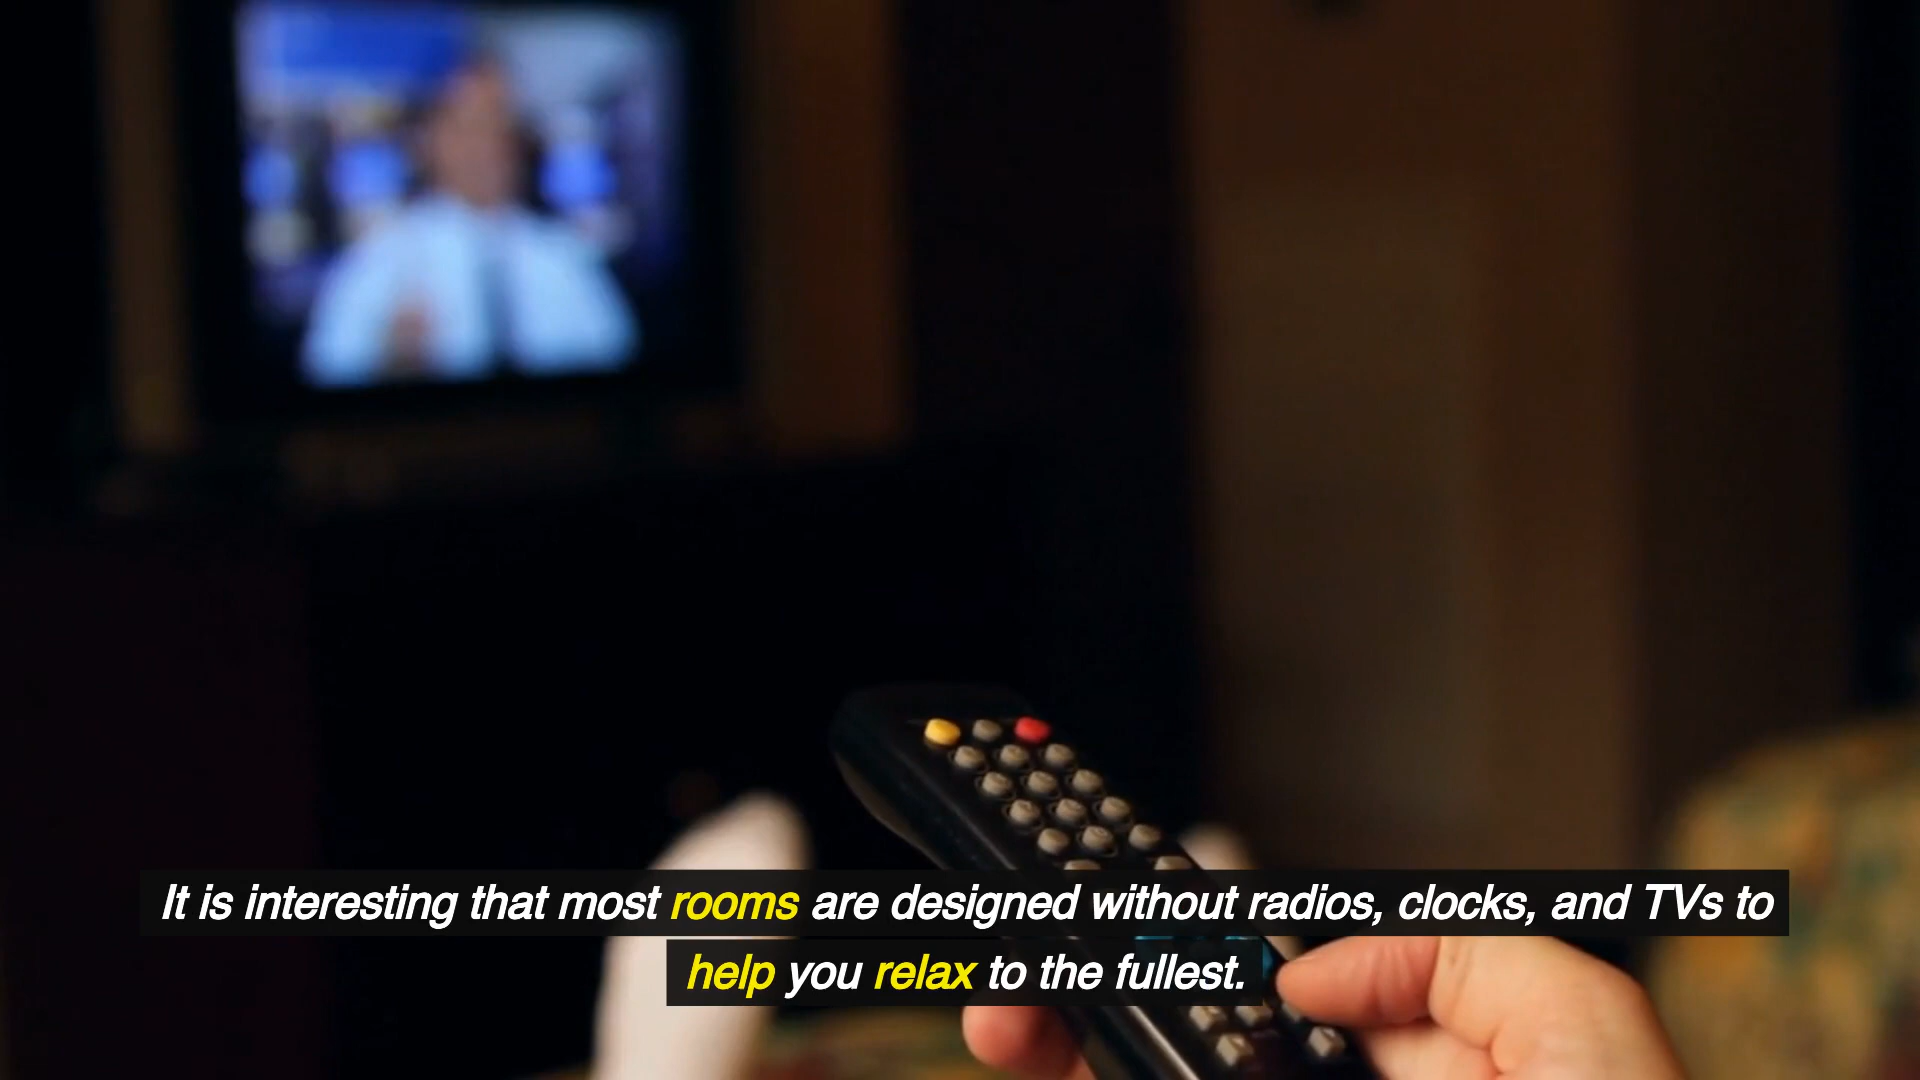 It is interesting that most rooms are designed without radios, clocks, and TVs to
help you relax to the fullest.